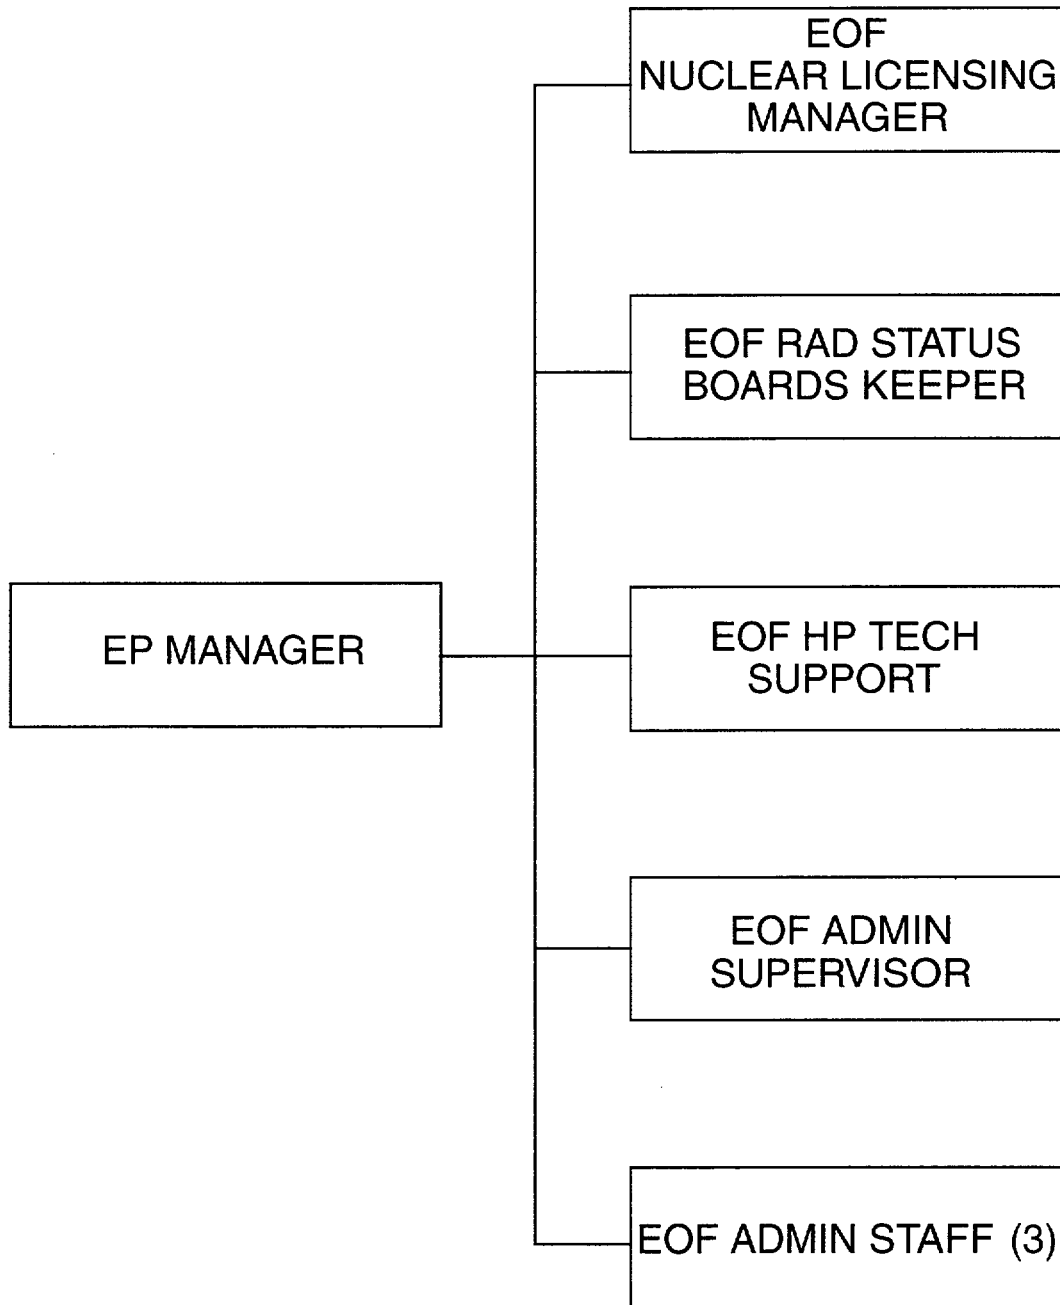 EOF
NUCLEAR LICENSING
MANAGER
EOF RAD STATUS
BOARDS KEEPER
EP MANAGER
EOF HP TECH
SUPPORT
EOF ADMIN
SUPERVISOR
EOF ADMIN STAFF (3)